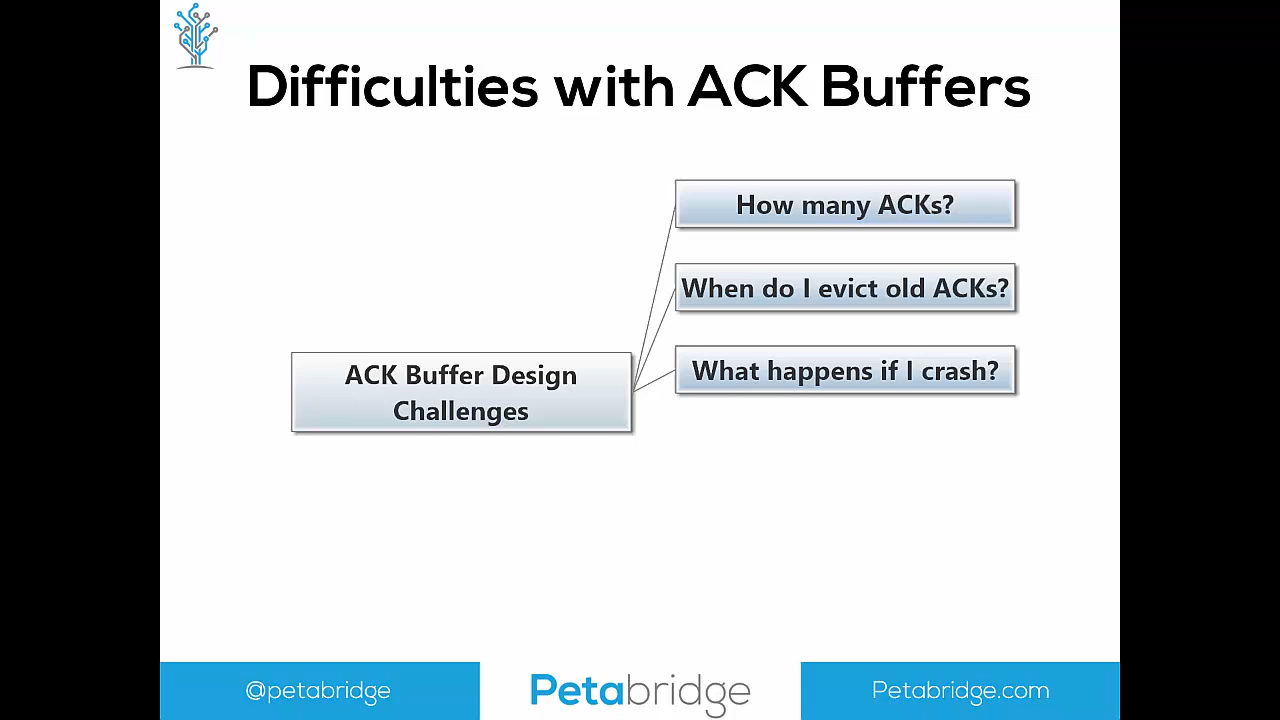 Difficulties with ACK Buffers
How many ACKs?
When do I evict old ACKs?
What happens if I crash?
ACK Buffer Design
Challenges
@petabridge
Petabridge
Petabridge.com